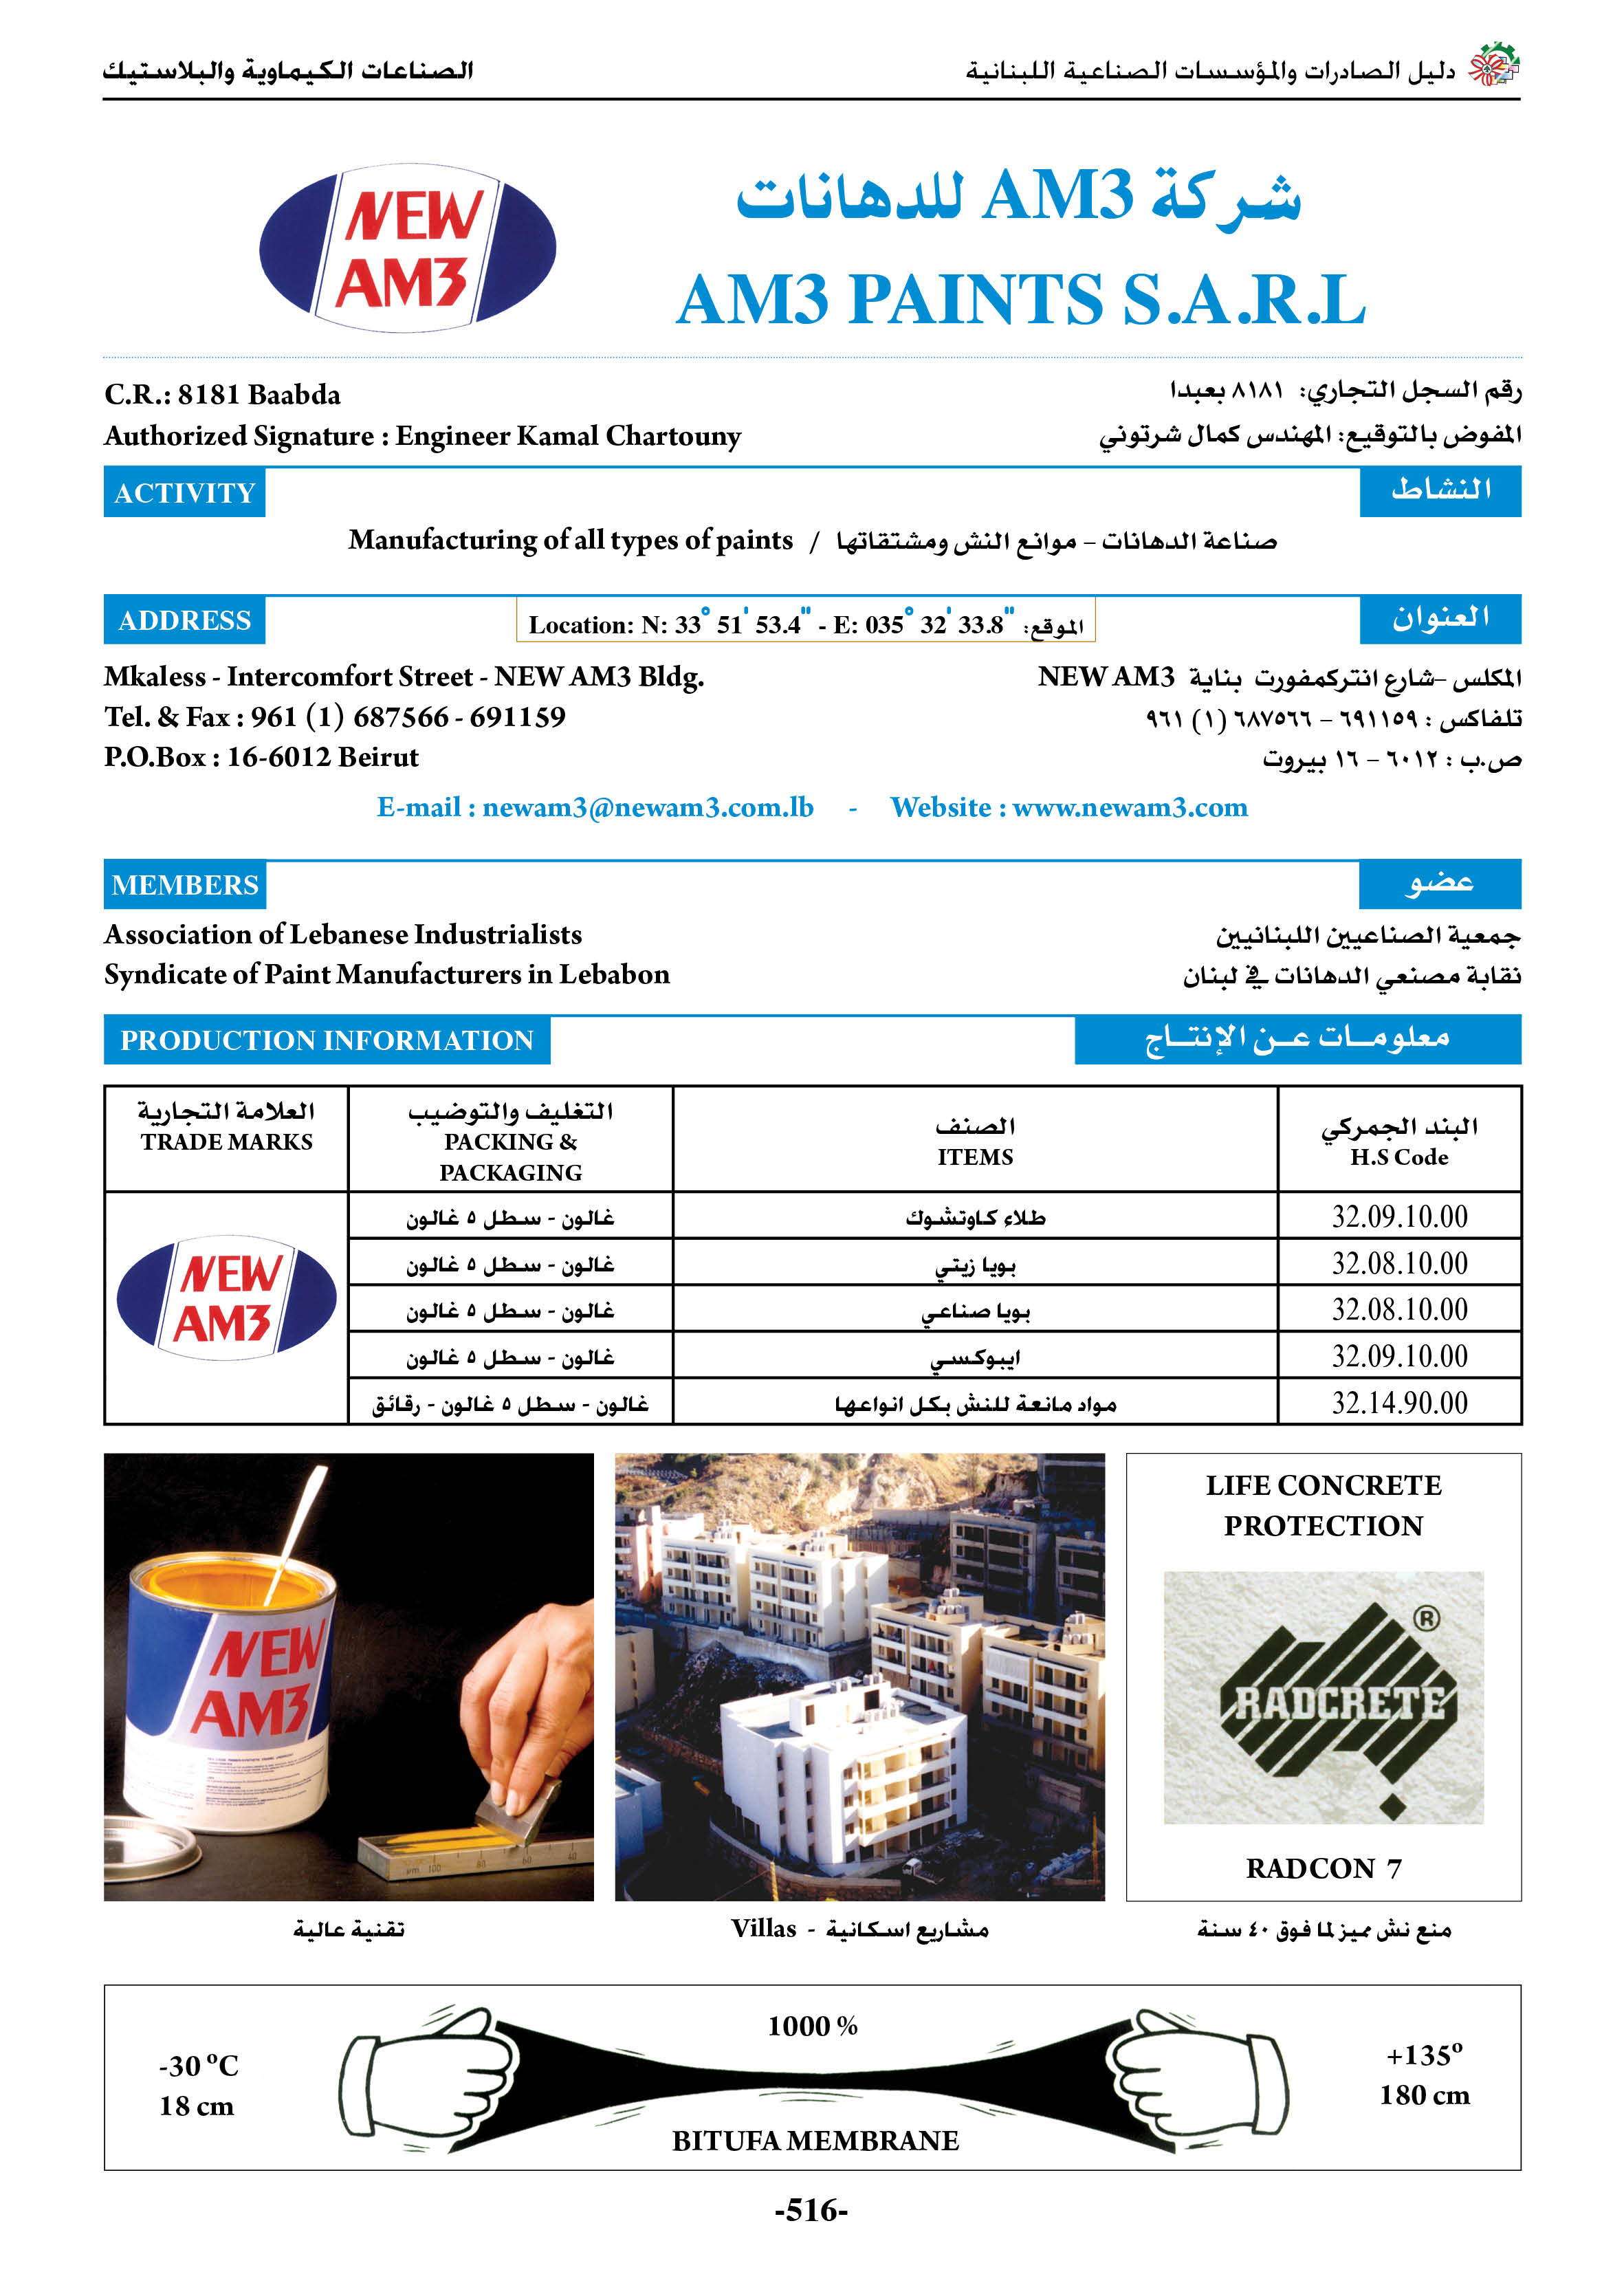 دليل الصادرات والمؤسسات الصناعية اللبنانية
الصناعات الكيماوية والبلاستيك
NEW
AM3
شركة AM3 للدهانات
AM3 PAINTS S.A.R.L
C.R.: 8181 Baabda
رقم السجل التجاري: ٨١٨١ بعبدا
Authorized Signature : Engineer Kamal Chartouny
المفوض بالتوقيع: المهندس كمال شرتوني
ACTIVITY
النشاط
Manufacturing of all types of paints / صناعة الدهانات – موانع النش ومشتقاتها
ADDRESS
Location: N: 33° 51' 53.4" - E: 035° 32' 33.8" الموقع:
العنوان
Mkaless - Intercomfort Street - NEW AM3 Bldg.
المكلس –شارع انتركمفورت بناية NEW AM3
Tel. & Fax : 961 (1) 687566 - 691159
تلفاكس : ٦٩١١٥٩ – ٦٨٧٥٦٦ (١) ٩٦١
P.O.Box : 16-6012 Beirut
ص.ب : ٦٠١٢ – ١٦ بيروت
E-mail : newam3@newam3.com.lb - Website : www.newam3.com
MEMBERS
عضو
Association of Lebanese Industrialists
جمعية الصناعيين اللبنانيين
Syndicate of Paint Manufacturers in Lebabon
نقابة مصنعي الدهانات في لبنان
PRODUCTION INFORMATION
معلومــات عــن الإنتــاج
العلامة التجارية
TRADE MARKS
التغليف والتوضيب
PACKING &
PACKAGING
الصنف
ITEMS
البند الجمركي
H.S Code
غالون - سطل ٥ غالون
طلاء كاوتشوك
32.09.10.00
غالون - سطل ٥ غالون
بويا زيتي
32.08.10.00
غالون - سطل ٥ غالون
بويا صناعي
32.08.10.00
غالون - سطل ٥ غالون
ايبوكسي
32.09.10.00
غالون - سطل ٥ غالون - رقائق
مواد مانعة للنش بكل انواعها
32.14.90.00
NEW
AM3
NEW
AM3
µm 100 80 60 40
LIFE CONCRETE
PROTECTION
®
RADCRETE
RADCON 7
تقنية عالية
مشاريع اسكانية - Villas
منع نش مميز لما فوق ٤٠ سنة
-30 °C
18 cm
1000 %
BITUFA MEMBRANE
+135°
180 cm
-516-